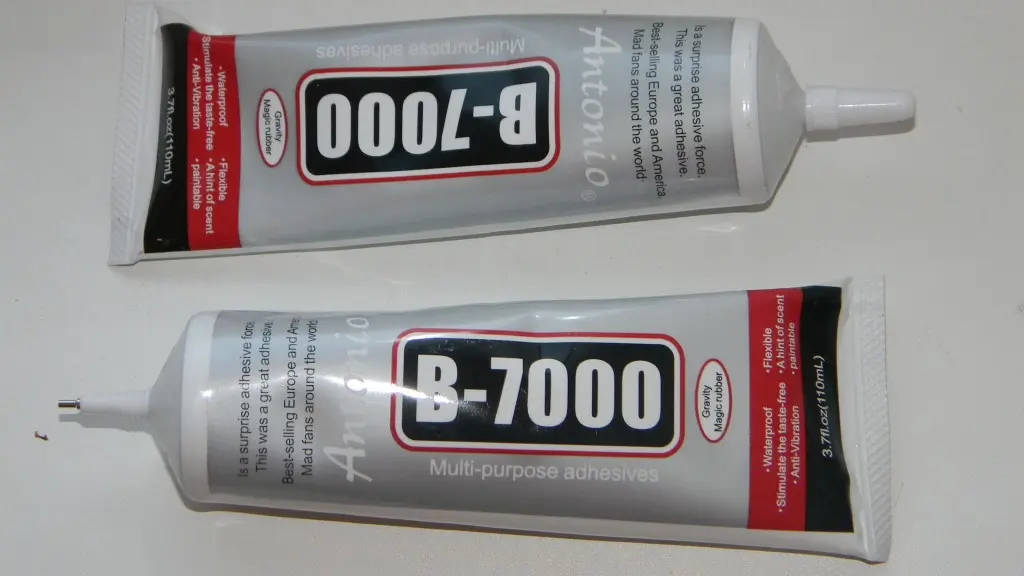 Is a surprise adhesive force.
This was a great adhesive.
Best-selling Europe and America.
Mad fans around the world
Antonio®
B-7000
Multi-purpose adhesives
Gravity
Magic rubber
• Waterproof • Flexible
Stimulate the taste-free • A hint of scent
• Anti-Vibration • paintable
3.7fl.oz(110mL)
Is a surprise adhesive force.
This was a great adhesive.
Best-selling Europe and Ame
Mad fans around the world
Antonio
B-7000
Multi-purpose adhesives
Gravity
Magic rubber
• Waterproof • Flexible
• Stimulate the taste-free • A hint of scent
• Anti-Vibration • paintable
3.7fl.oz(110mL)